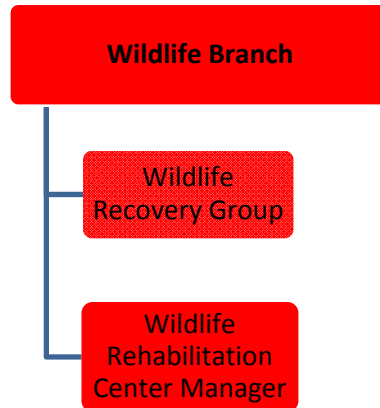 Wildlife Branch
Wildlife
Recovery Group
Wildlife
Rehabilitation
Center Manager